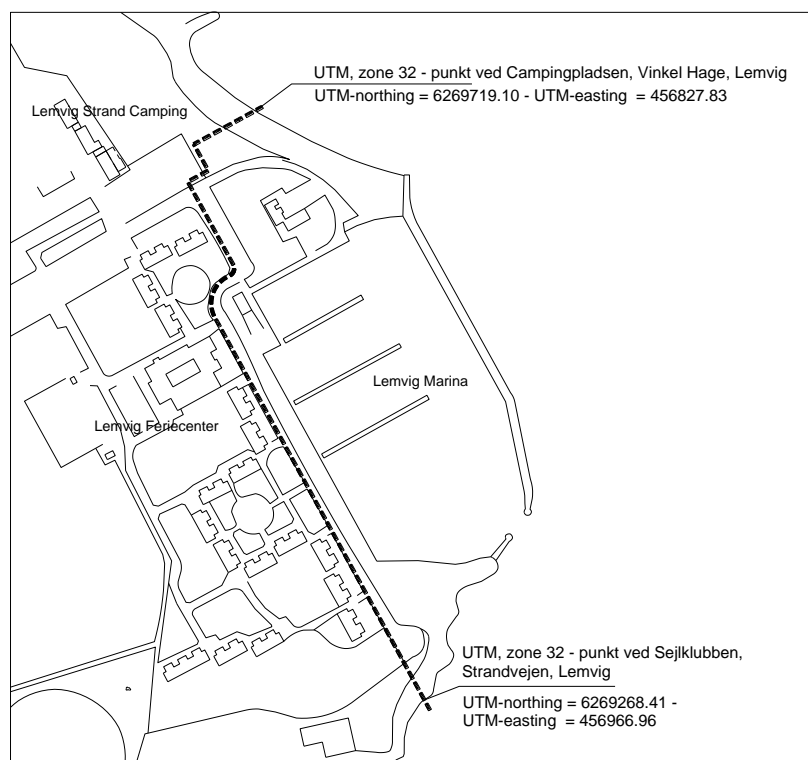 UTM, zone 32 - punkt ved Campingpladsen, Vinkel Hage, Lemvig
UTM-northing = 6269719.10 - UTM-easting = 456827.83
Lemvig Strand Camping
Lemvig Marina
Lemvig Feriecenter
UTM, zone 32 - punkt ved Sejlklubben,
Strandvejen, Lemvig
UTM-northing = 6269268.41 -
UTM-easting = 456966.96